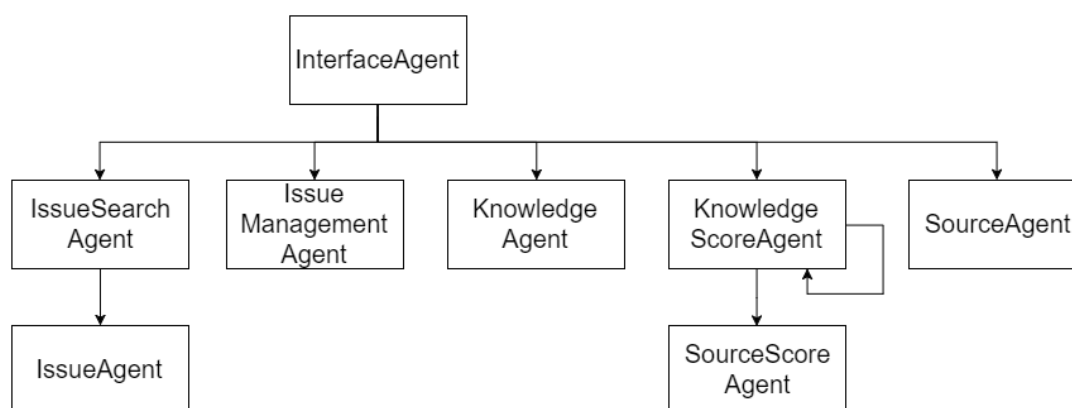 InterfaceAgent
IssueSearch
Agent
Issue
Management
Agent
Knowledge
Agent
Knowledge
ScoreAgent
SourceAgent
IssueAgent
SourceScore
Agent